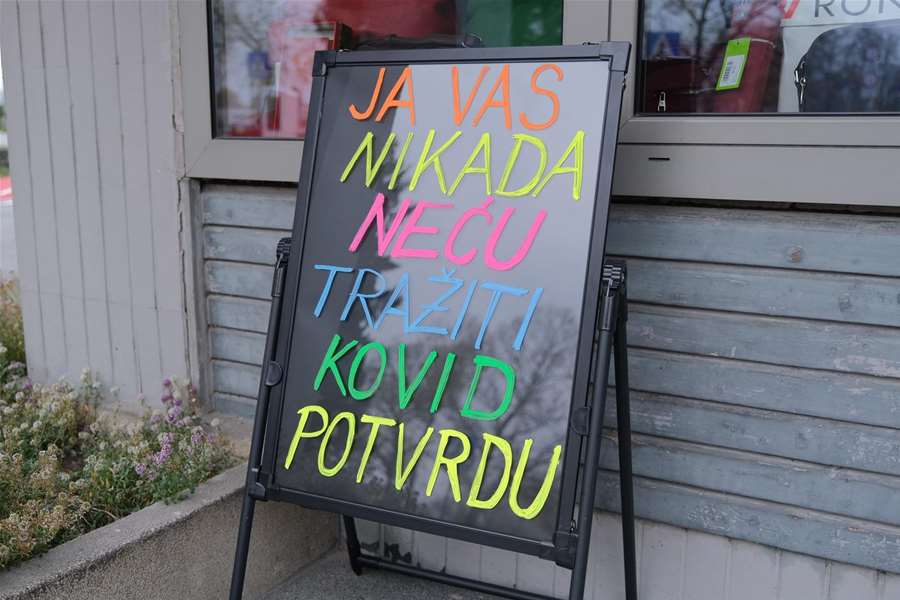 JA VAS
NIKADA
NEĆU
TRAŽITI
KOVID
POTVRDU